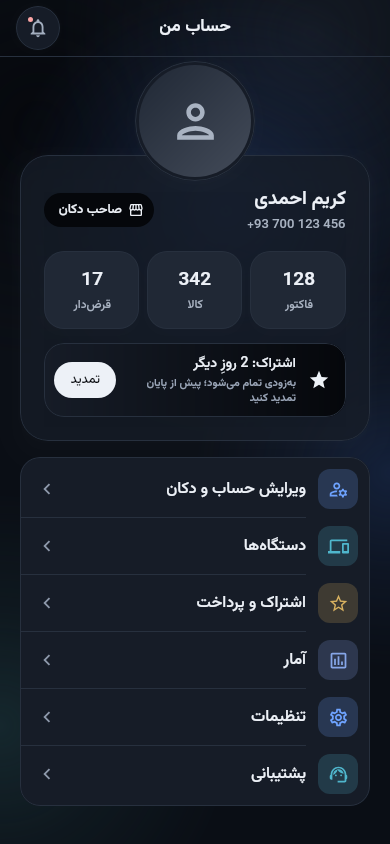 حساب من
کریم احمدی
+93 700 123 456
صاحب دکان
128
فاکتور
342
کالا
17
قرض‌دار
اشتراک: 2 روزِ دیگر
به‌زودی تمام می‌شود؛ پیش از پایان
تمدید کنید
تمدید
ویرایش حساب و دکان
دستگاه‌ها
اشتراک و پرداخت
آمار
تنظیمات
پشتیبانی